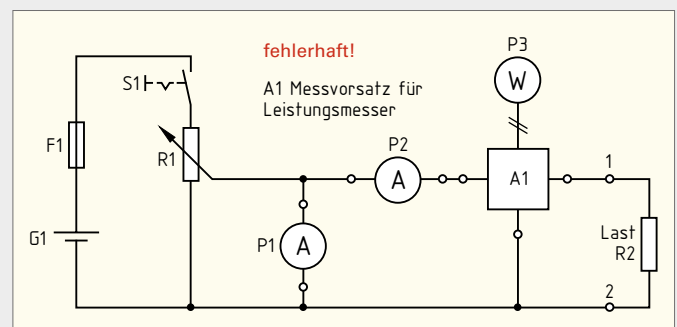 fehlerhaft!
P3
W
S1
A1 Messvorsatz für
Leistungsmesser
F1
R1
P2
A
A1
1
G1
P1
A
Last
R2
2